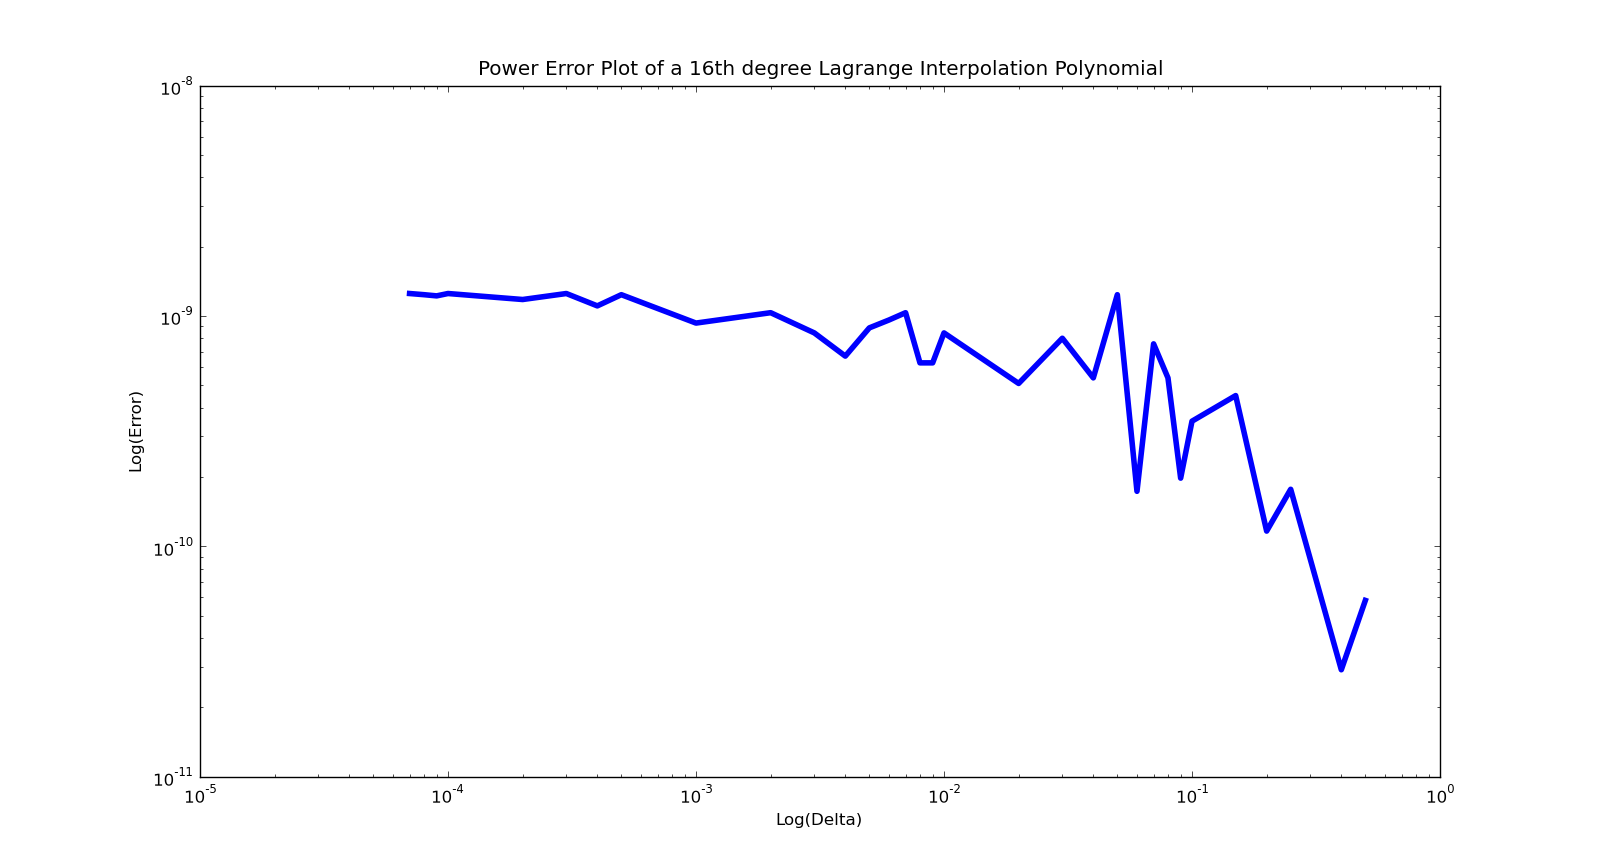 Power Error Plot of a 16th degree Lagrange Interpolation Polynomial
10^-8
10^-9
10^-10
10^-11
Log(Error)
10^-5 10^-4 10^-3 10^-2 10^-1 10^0
Log(Delta)